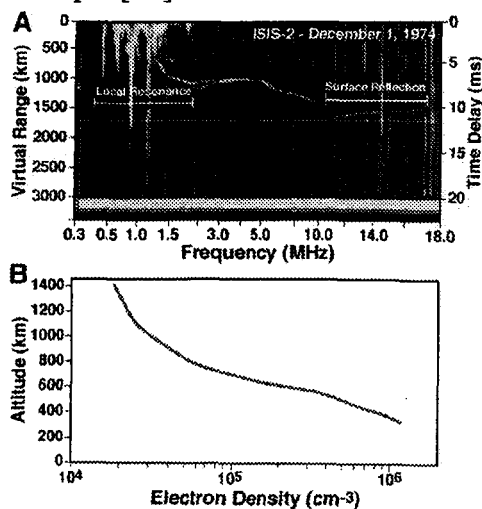 A
ISIS-2 - December 1, 1974
Virtual Range (km)
0
500
1000
1500
2000
2500
3000
Local Resonance
Surface Reflection
0
5
10
15
20
Time Delay (ms)
0.3 0.5 1.0 1.5 3.0 5.0 10.0 14.0 18.0
Frequency (MHz)
B
Altitude (km)
1400
1200
1000
800
600
400
200
0
10⁴ 10⁵ 10⁶
Electron Density (cm⁻³)